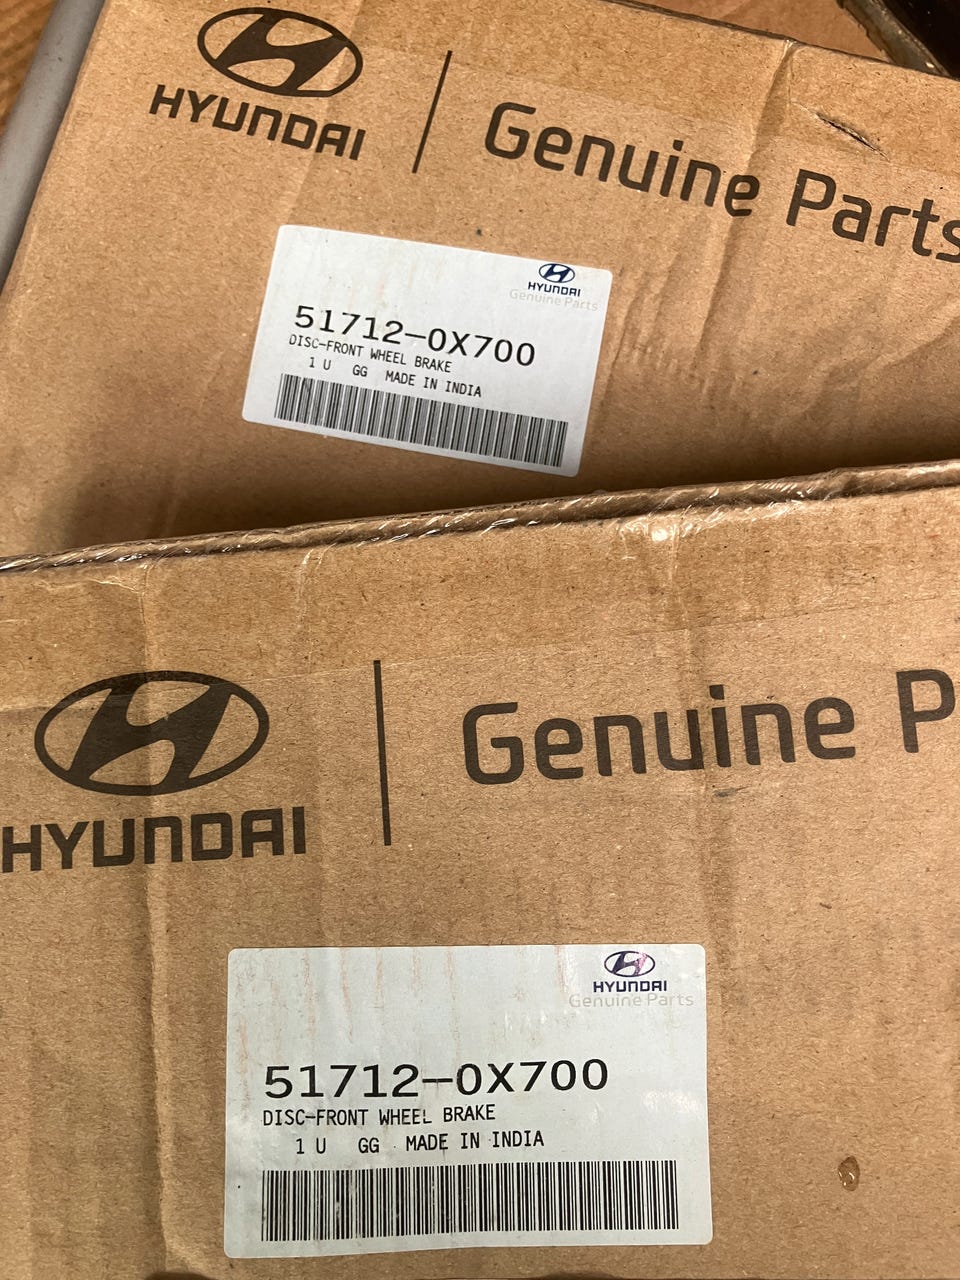 HYUNDAI
Genuine Parts
HYUNDAI
Genuine Parts
51712-0X700
DISC-FRONT WHEEL BRAKE
1 U GG MADE IN INDIA
HYUNDAI
Genuine P
HYUNDAI
Genuine Parts
51712-0X700
DISC-FRONT WHEEL BRAKE
1 U GG MADE IN INDIA